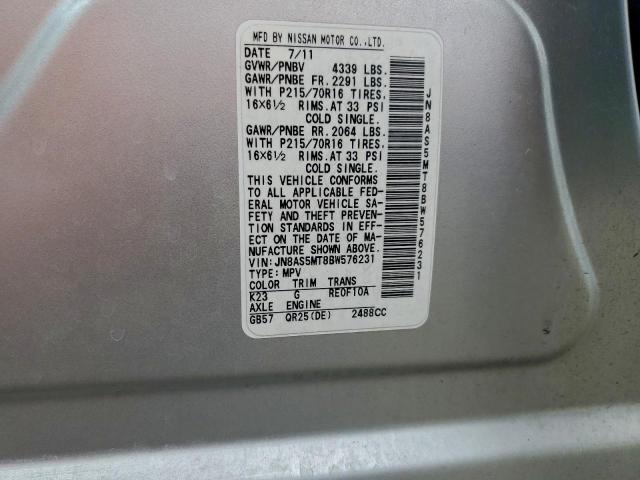 MFD BY NISSAN MOTOR CO.,LTD.
DATE 7/11
GVWR/PNBV 4339 LBS.
GAWR/PNBE FR.2291 LBS.
WITH P215/70R16 TIRES,
16X6½ RIMS.AT 33 PSI
COLD SINGLE.
GAWR/PNBE RR.2064 LBS.
WITH P215/70R16 TIRES,
16X6½ RIMS.AT 33 PSI
COLD SINGLE.
THIS VEHICLE CONFORMS
TO ALL APPLICABLE FED-
ERAL MOTOR VEHICLE SA-
FETY AND THEFT PREVEN-
TION STANDARDS IN EFF-
ECT ON THE DATE OF MA-
NUFACTURE SHOWN ABOVE.
VIN:JN8AS5MT8BW576231
TYPE:MPV
COLOR TRIM TRANS
K23 G RE0F10A
AXLE ENGINE
GB57 QR25(DE) 2488CC
JN8AS5MT8BW576231